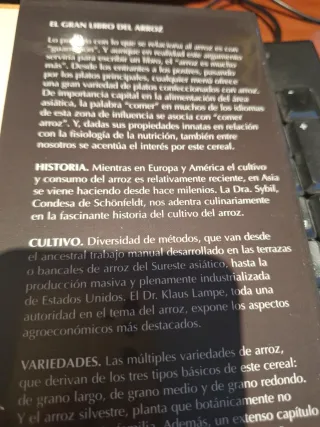 EL GRAN LIBRO DEL ARROZ
Lo primero con lo que se relaciona al arroz es con
"guarnición". Y aunque en realidad este argumento
serviría para escribir un libro, el "arroz es mucho
más". Desde los entrantes a los postres, pasando
por los platos principales, cualquier menú ofrece
una gran variedad de platos confeccionados con arroz.
De importancia capital en la alimentación del área
asiática, la palabra "comer" en muchos de los idiomas
de esta zona de influencia se asocia con "comer
arroz". Y, dadas sus propiedades innatas en relación
con la fisiología de la nutrición, también entre
nosotros se acentúa el interés por este cereal.
HISTORIA. Mientras en Europa y América el cultivo
y consumo del arroz es relativamente reciente, en Asia
se viene haciendo desde hace milenios. La Dra. Sybil,
Condesa de Schönfeldt, nos adentra culinariamente
en la fascinante historia del cultivo del arroz.
CULTIVO. Diversidad de métodos, que van desde
el ancestral trabajo manual desarrollado en las terrazas
o bancales de arroz del Sureste asiático, hasta la
producción masiva y plenamente industrializada
de Estados Unidos. El Dr. Klaus Lampe, toda una
autoridad en el tema del arroz, expone los aspectos
agroeconómicos más destacados.
VARIEDADES. Las múltiples variedades de arroz,
que derivan de los tres tipos básicos de este cereal:
de grano largo, de grano medio y de grano redondo.
Y el arroz silvestre, planta que botánicamente no
familia. Además, un extenso capítulo